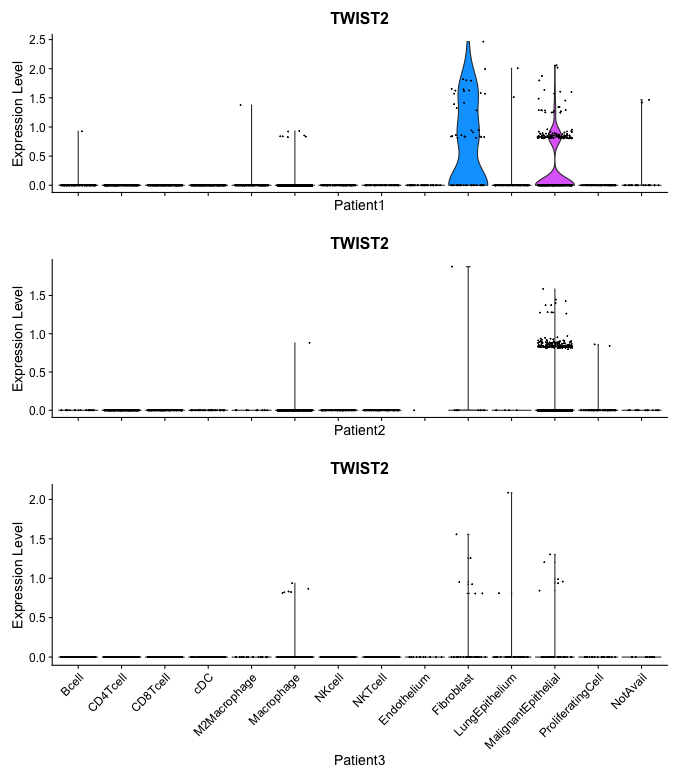 TWIST2
Expression Level
2.5
2.0
1.5
1.0
0.5
0.0
Patient1
TWIST2
Expression Level
1.5
1.0
0.5
0.0
Patient2
TWIST2
Expression Level
2.0
1.5
1.0
0.5
0.0
Bcell
CD4Tcell
CD8Tcell
cDC
M2Macrophage
Macrophage
NKcell
NKTcell
Endothelium
Fibroblast
LungEpithelium
MalignantEpithelial
ProliferatingCell
NotAvail
Patient3